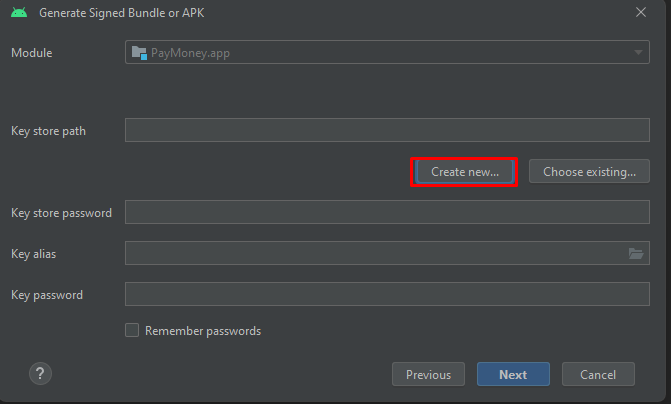 Generate Signed Bundle or APK
Module
PayMoney.app
Key store path
Create new...
Choose existing...
Key store password
Key alias
Key password
Remember passwords
?
Previous
Next
Cancel